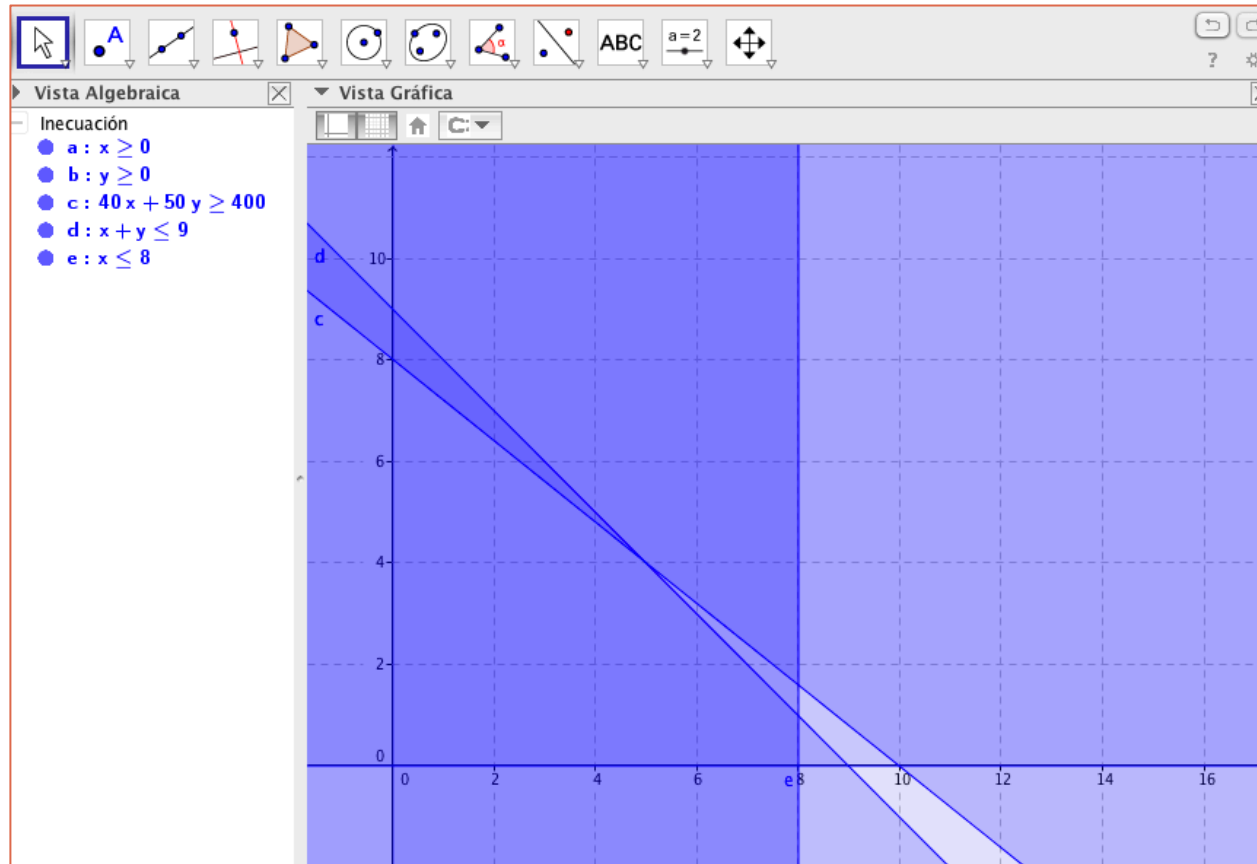 A
α
ABC
a=2
?
Vista Algebraica
Vista Gráfica
Inecuación
a : x ≥ 0
b : y ≥ 0
c : 40 x + 50 y ≥ 400
d : x + y ≤ 9
e : x ≤ 8
d
10
c
8
6
4
2
0
0 2 4 6 e 8 10 12 14 16